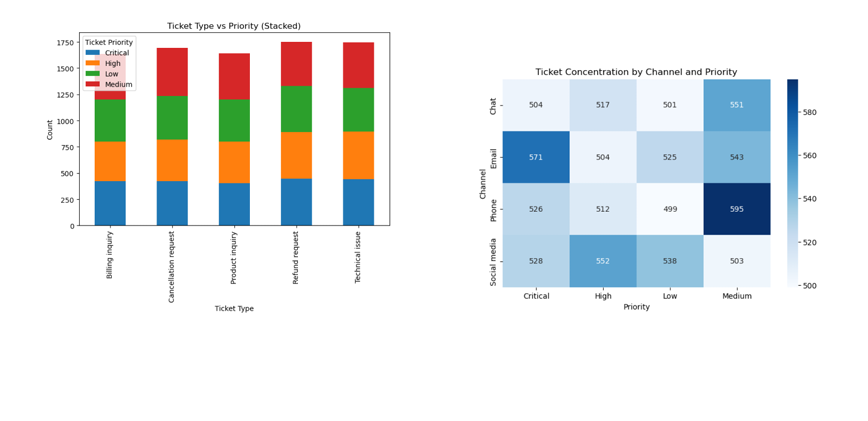 Ticket Type vs Priority (Stacked)
Ticket Priority
Critical
High
Low
Medium
1750
1500
1250
1000
750
500
250
0
Count
Billing inquiry
Cancellation request
Product inquiry
Refund request
Technical issue
Ticket Type
Ticket Concentration by Channel and Priority
Channel
Chat 504 517 501 551
Email 571 504 525 543
Phone 526 512 499 595
Social media 528 552 538 503
Critical High Low Medium
Priority
580
560
540
520
500